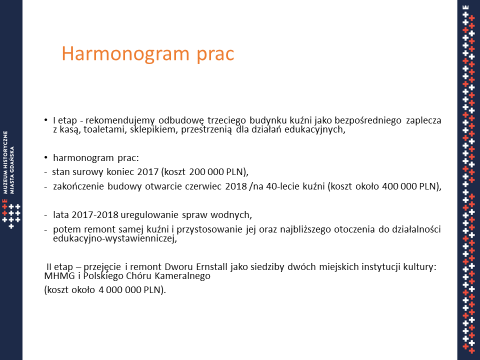 Harmonogram prac
• I etap - rekomendujemy odbudowę trzeciego budynku kuźni jako bezpośredniego zaplecza
z kasą, toaletami, sklepikiem, przestrzenią dla działań edukacyjnych,
• harmonogram prac:
- stan surowy koniec 2017 (koszt 200 000 PLN),
- zakończenie budowy otwarcie czerwiec 2018 /na 40-lecie kuźni (koszt około 400 000 PLN),
- lata 2017-2018 uregulowanie spraw wodnych,
- potem remont samej kuźni i przystosowanie jej oraz najbliższego otoczenia do działalności
edukacyjno-wystawienniczej,
II etap – przejęcie i remont Dworu Ernstall jako siedziby dwóch miejskich instytucji kultury:
MHMG i Polskiego Chóru Kameralnego
(koszt około 4 000 000 PLN).
MUZEUM HISTORYCZNE
MIASTA GDAŃSKA